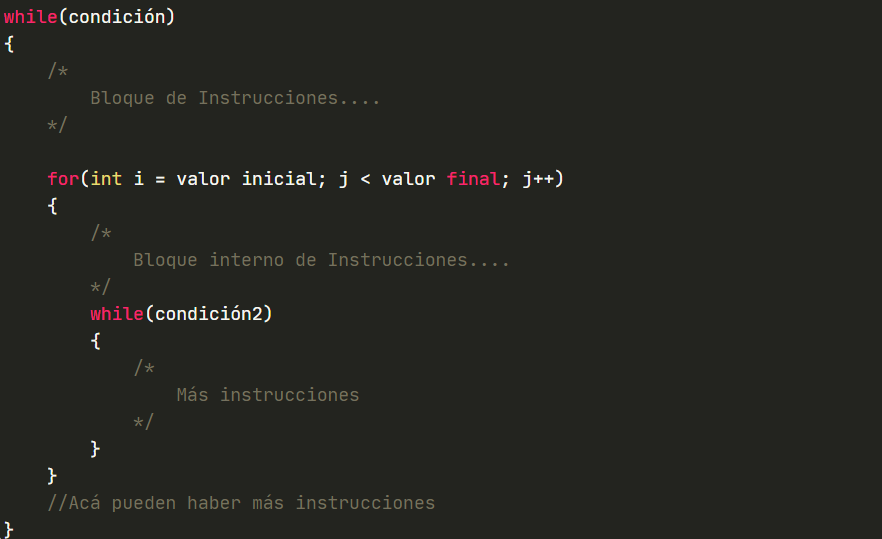 while(condición)
{
    /*
        Bloque de Instrucciones....
    */
    for(int i = valor inicial; j < valor final; j++)
    {
        /*
            Bloque interno de Instrucciones....
        */
        while(condición2)
        {
            /*
                Más instrucciones
            */
        }
    }
    //Acá pueden haber más instrucciones
}